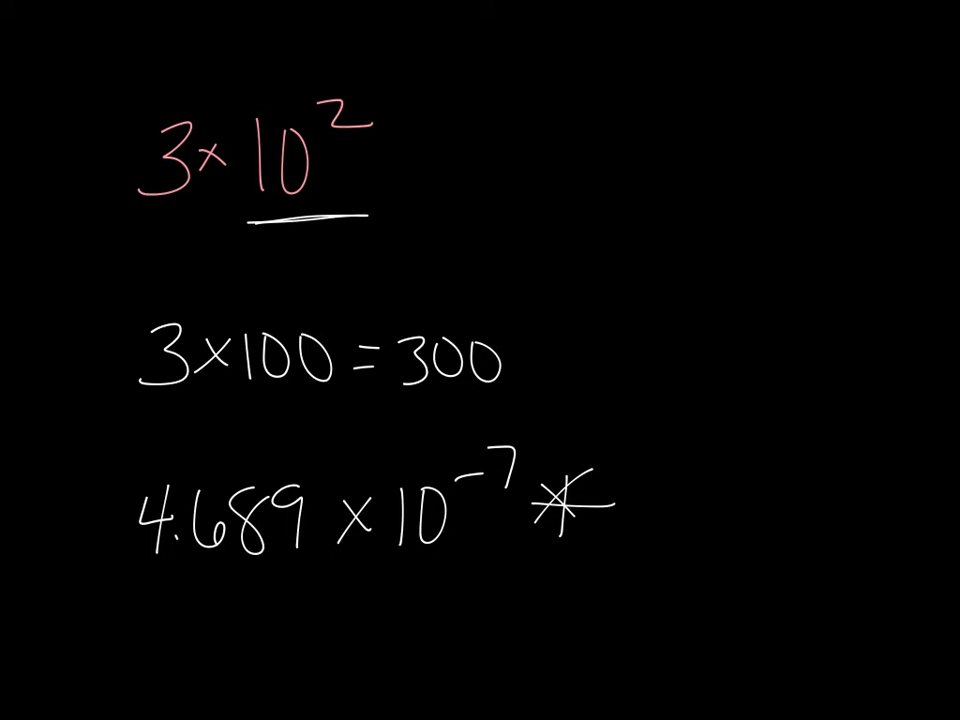 3 × 10²
3 × 100 = 300
4.689 × 10⁻⁷ *